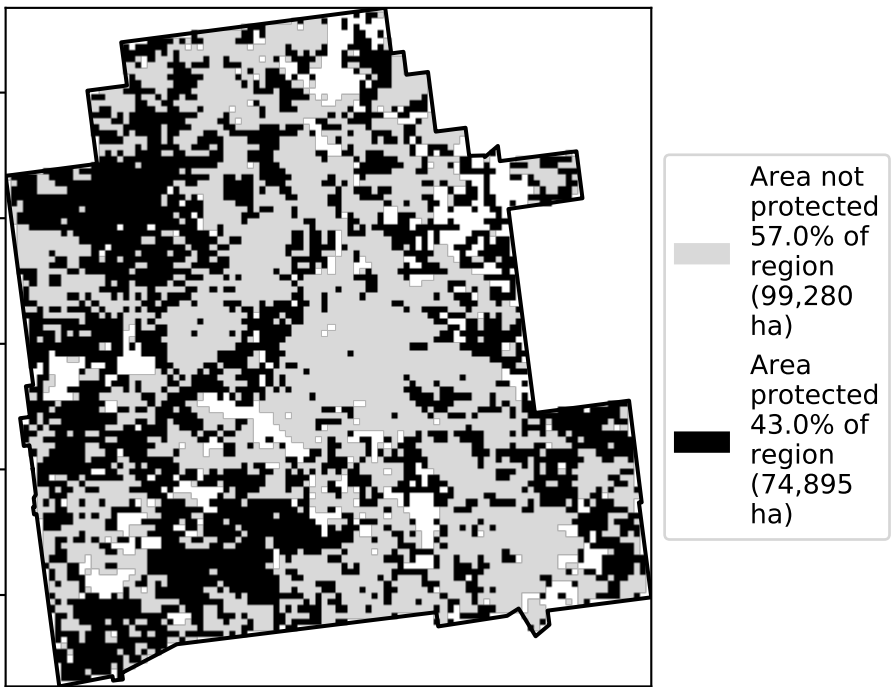 Area not
protected
57.0% of
region
(99,280
ha)
Area
protected
43.0% of
region
(74,895
ha)